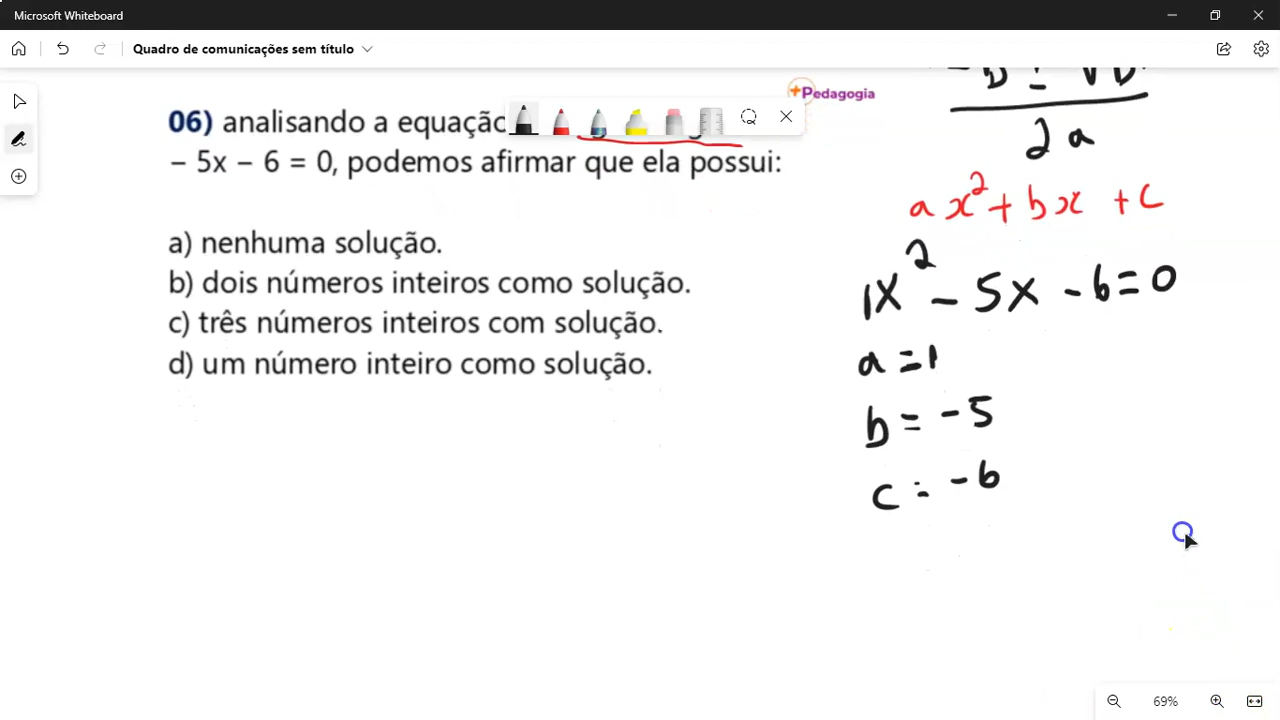 Microsoft Whiteboard
Quadro de comunicações sem título
+Pedagogia
06) analisando a equação
− 5x − 6 = 0, podemos afirmar que ela possui:
a) nenhuma solução.
b) dois números inteiros como solução.
c) três números inteiros com solução.
d) um número inteiro como solução.
2a
ax² + bx + c
1x² - 5x - 6 = 0
a = 1
b = -5
c = -6
69%